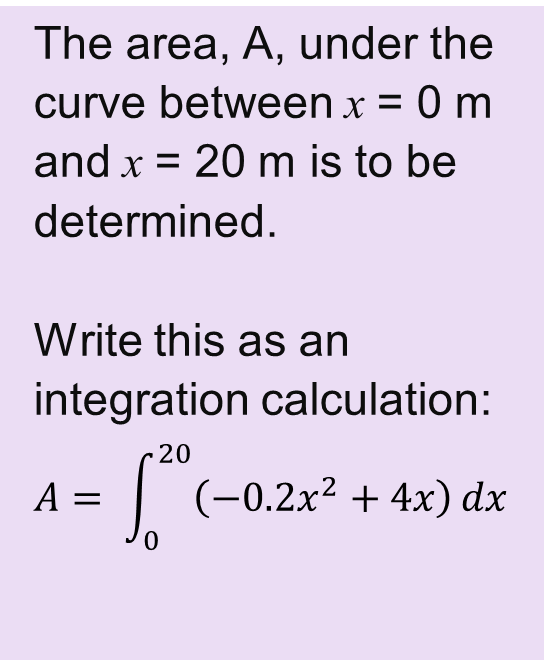 The area, A, under the
curve between x = 0 m
and x = 20 m is to be
determined.
Write this as an
integration calculation:
A = ∫₀²⁰ (−0.2x² + 4x) dx